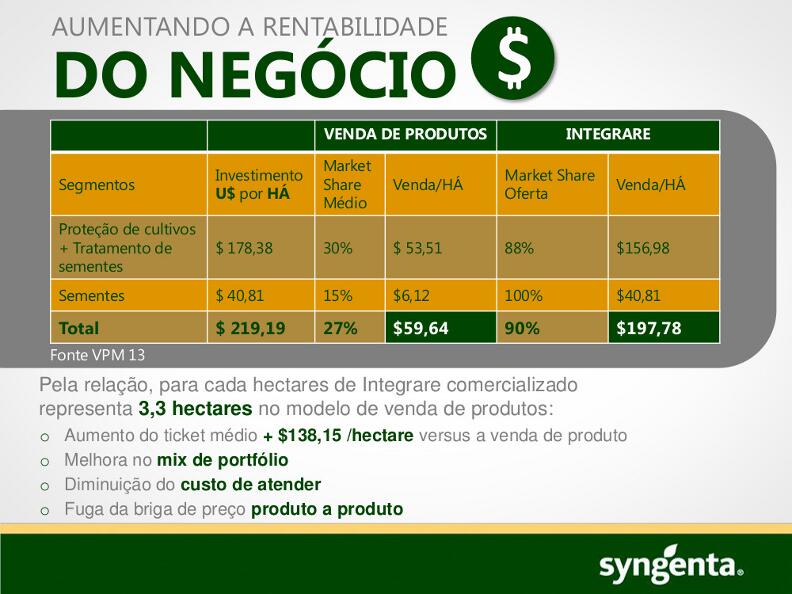 AUMENTANDO A RENTABILIDADE
DO NEGÓCIO
$
VENDA DE PRODUTOS INTEGRARE
Segmentos Investimento U$ por HÁ Market Share Médio Venda/HÁ Market Share Oferta Venda/HÁ
Proteção de cultivos + Tratamento de sementes $ 178,38 30% $ 53,51 88% $156,98
Sementes $ 40,81 15% $6,12 100% $40,81
Total $ 219,19 27% $59,64 90% $197,78
Fonte VPM 13
Pela relação, para cada hectares de Integrare comercializado
representa 3,3 hectares no modelo de venda de produtos:
o Aumento do ticket médio + $138,15 /hectare versus a venda de produto
o Melhora no mix de portfólio
o Diminuição do custo de atender
o Fuga da briga de preço produto a produto
syngenta®